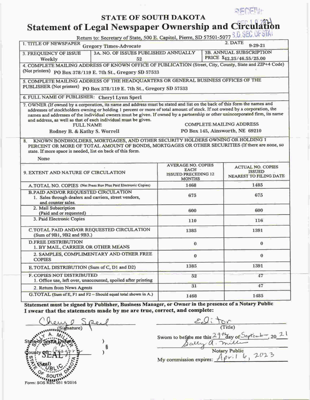 STATE OF SOUTH DAKOTA
Statement of Legal Newspaper Ownership and Circulation
Return to: Secretary of State, 500 E. Capitol, Pierre, SD 57501-5077
1. TITLE OF NEWSPAPER Gregory Times-Advocate
2. DATE 9-29-21
3. FREQUENCY OF ISSUE Weekly
3A. NO. OF ISSUES PUBLISHED ANNUALLY 52
3B. ANNUAL SUBSCRIPTION PRICE
4. COMPLETE MAILING ADDRESS OF KNOWN OFFICE OF PUBLICATION (Street, City, County, State and ZIP+4 Code)
(Not printers) PO Box 378/119 E. 7th St., Gregory SD 57533
5. COMPLETE MAILING ADDRESS OF THE HEADQUARTERS OR GENERAL BUSINESS OFFICES OF THE
PUBLISHER (Not printers) PO Box 378/119 E. 7th St., Gregory SD 57533
6. FULL NAME OF PUBLISHER: Cheryl Lynn Sperl
7. OWNER (If owned by a corporation, its name and address must be stated and list on the back of this form the names and
addresses of stockholders owning or holding 1 percent or more of total amount of stock. If not owned by a corporation, the
names and addresses of the individual owners must be given. If owned by a partnership or other unincorporated firm, its name
and address, as well as that of each individual must be given.
FULL NAME
COMPLETE MAILING ADDRESS
Rodney B. & Kathy S. Worrell
PO Box 145, Ainsworth, NE 69210
8. KNOWN BONDHOLDERS, MORTGAGES, AND OTHER SECURITY HOLDERS OWNING OR HOLDING 1
PERCENT OR MORE OF TOTAL AMOUNT OF BONDS, MORTGAGES OR OTHER SECURITIES (If there are none, so
state. If more space is needed, list on back of this form.
None
9. EXTENT AND NATURE OF CIRCULATION
AVERAGE NO. COPIES EACH ISSUED PRECEDING 12 MONTHS
ACTUAL NO. COPIES ISSUED NEAREST TO FILING DATE
A. TOTAL NO. COPIES (Net Press Run Plus Paid Electronic Copies) 1468 1403
B. PAID AND/OR REQUESTED CIRCULATION
1. Sales through dealers and carriers, street vendors, and counter sales. 675 675
2. Mail Subscription (Paid and or requested) 600 600
3. Paid Electronic Copies 110 116
C. TOTAL PAID AND/OR REQUESTED CIRCULATION
(Sum of 9B1, 9B2 and 9B3.) 1385 1391
D. FREE DISTRIBUTION
1. BY MAIL, CARRIER OR OTHER MEANS 0 0
2. SAMPLES, COMPLIMENTARY AND OTHER FREE COPIES 0 0
E. TOTAL DISTRIBUTION (Sum of C, D1 and D2) 1385 1391
F. COPIES NOT DISTRIBUTED
1. Office use, left over, unaccounted, spoiled after printing 52 47
2. Return from News Agents 31 47
G. TOTAL (Sum of E, F1 and F2 – Should equal total shown in A.) 1468 1403
Statement must be signed by Publisher, Business Manager, or Owner in the presence of a Notary Public
I swear that the statements made by me are true, correct, and complete:
Cheryl Sperl
(Signature)
Editor
(Title)
State of South Dakota )
§
County of )
(Seal)
Sworn to before me this 29th day of September, 2021
Notary Public
My commission expires: April 6, 2023